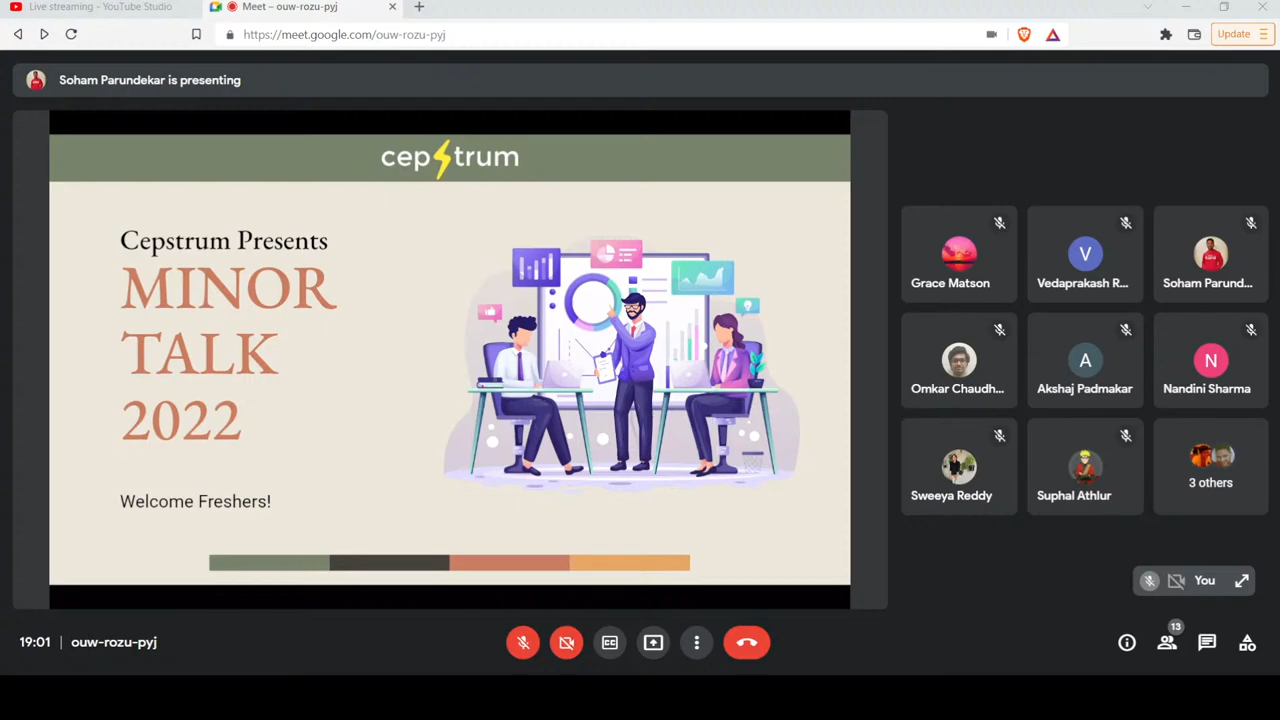 Live streaming - YouTube Studio
Meet – ouw-rozu-pyj
https://meet.google.com/ouw-rozu-pyj
Update
Soham Parundekar is presenting
cepstrum
Cepstrum Presents
MINOR
TALK
2022
Welcome Freshers!
Grace Matson
V
Vedaprakash R...
Soham Parund...
Omkar Chaudh...
A
Akshaj Padmakar
N
Nandini Sharma
Sweeya Reddy
Suphal Athlur
3 others
You
19:01 | ouw-rozu-pyj
CC
13